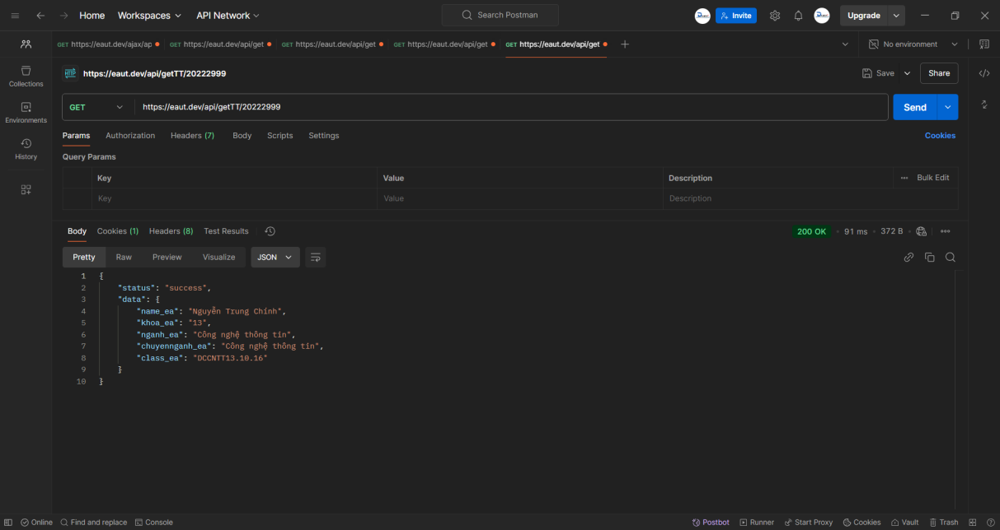 Home Workspaces API Network Search Postman Invite Upgrade
GET https://eaut.dev/ajax/ap GET https://eaut.dev/api/get GET https://eaut.dev/api/get GET https://eaut.dev/api/get GET https://eaut.dev/api/get + No environment
Collections
Environments
History
HTTP https://eaut.dev/api/getTT/20222999 Save Share
GET https://eaut.dev/api/getTT/20222999 Send
Params Authorization Headers (7) Body Scripts Settings Cookies
Query Params
Key Value Description ••• Bulk Edit
Key Value Description
Body Cookies (1) Headers (8) Test Results 200 OK • 91 ms • 372 B •
Pretty Raw Preview Visualize JSON
1 {
2 "status": "success",
3 "data": {
4 "name_ea": "Nguyễn Trung Chính",
5 "khoa_ea": "13",
6 "nganh_ea": "Công nghệ thông tin",
7 "chuyennganh_ea": "Công nghệ thông tin",
8 "class_ea": "DCCNTT13.10.16"
9 }
10 }
Online Find and replace Console Postbot Runner Start Proxy Cookies Vault Trash